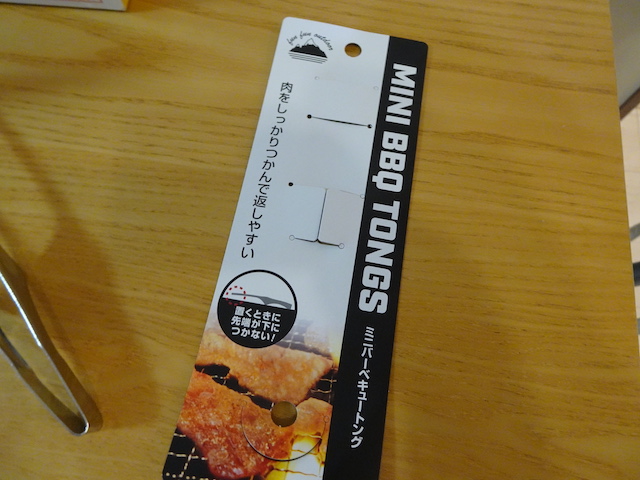 MINI BBQ TONGS
ミニバーベキュートング
肉をしっかりつかんで返しやすい
置くときに
先端が下に
つかない!